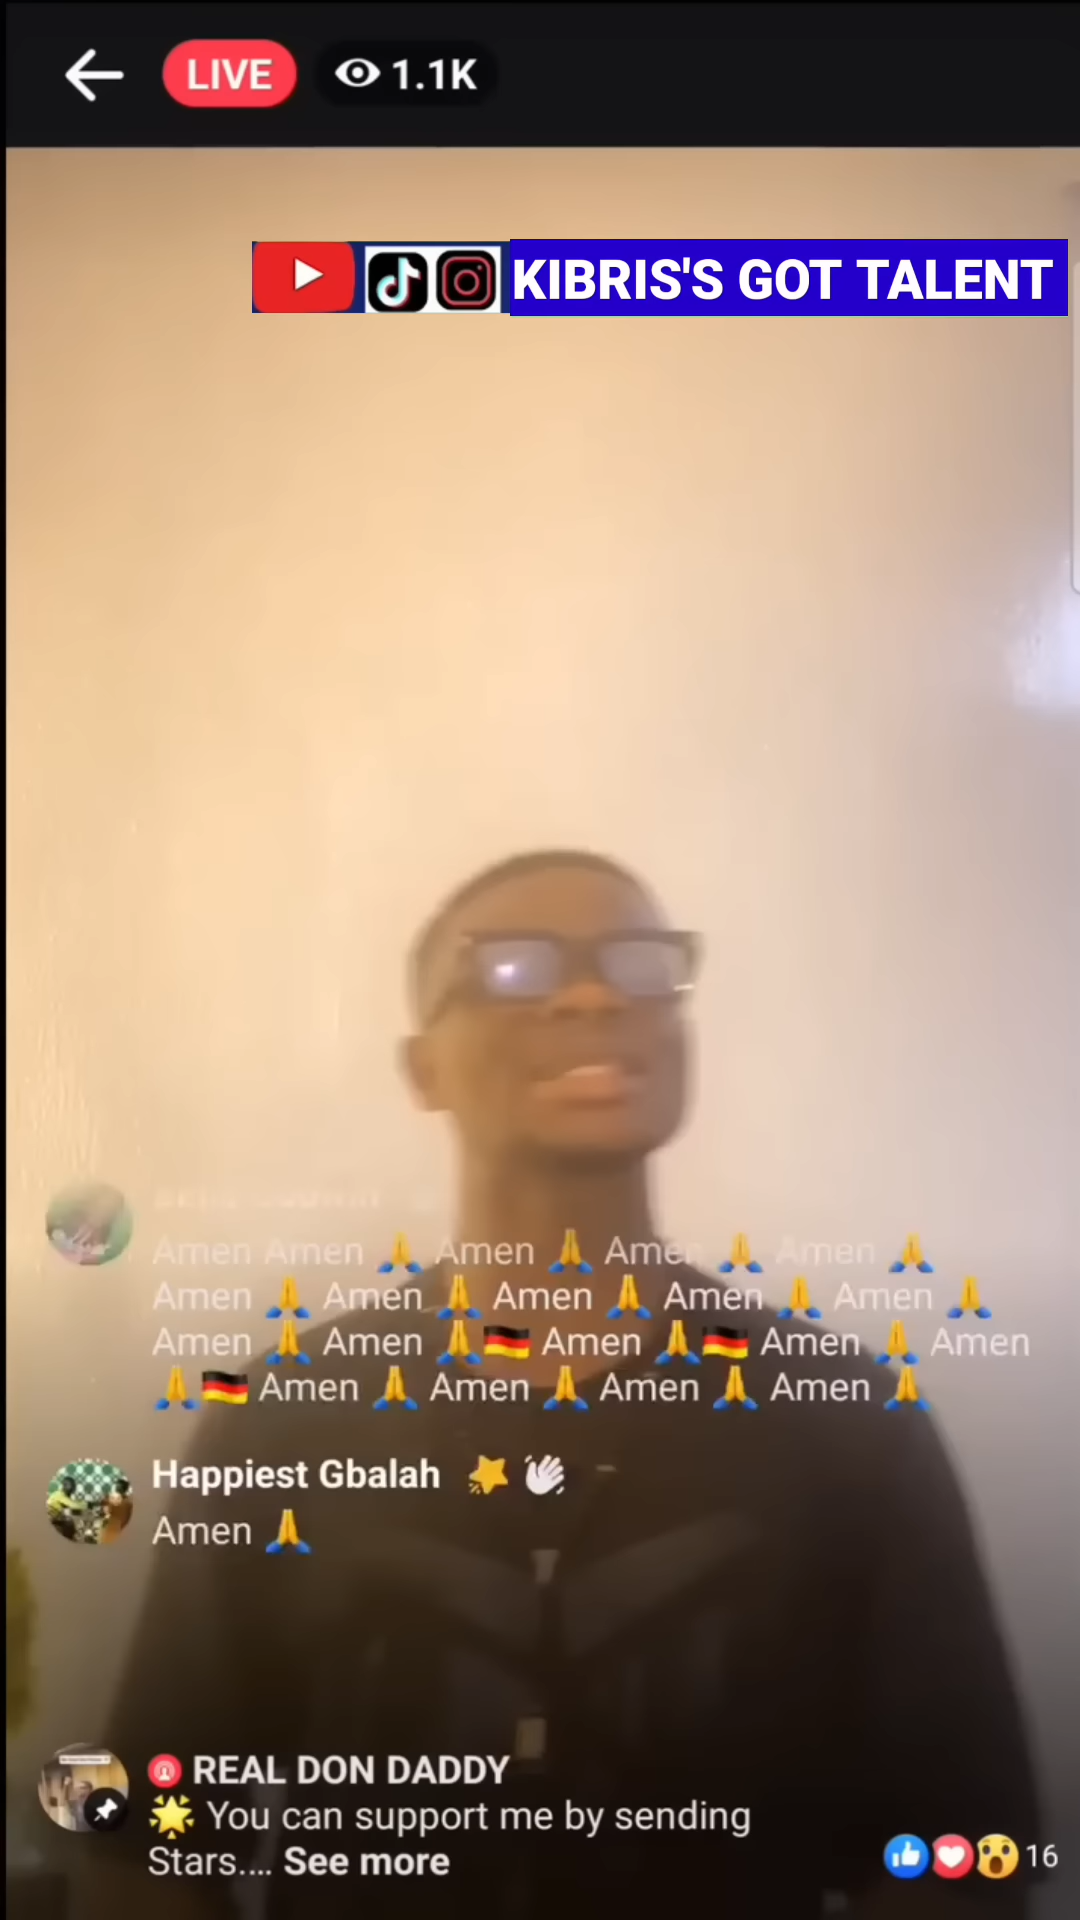 LIVE 1.1K
KIBRIS'S GOT TALENT
Amen Amen 🙏 Amen 🙏 Amen 🙏 Amen 🙏
Amen 🙏 Amen 🙏 Amen 🙏 Amen 🙏 Amen 🙏
Amen 🙏 Amen 🙏🇩🇪 Amen 🙏🇩🇪 Amen 🙏 Amen
🙏🇩🇪 Amen 🙏 Amen 🙏 Amen 🙏 Amen 🙏
Happiest Gbalah 🌟 👋
Amen 🙏
REAL DON DADDY
🌟 You can support me by sending
Stars.... See more
16